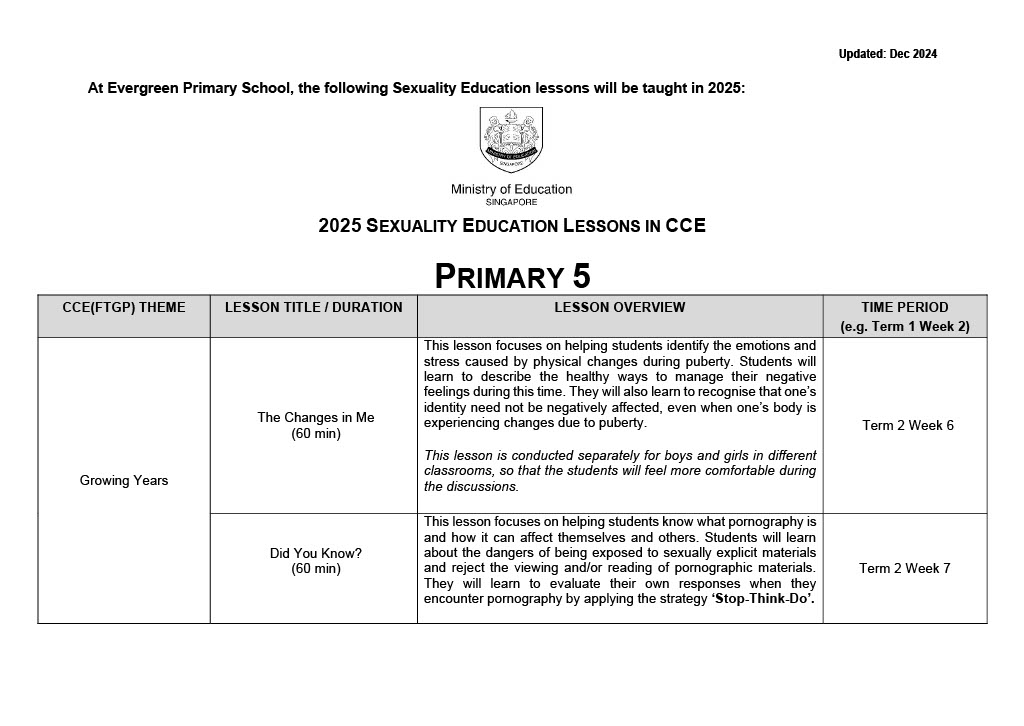 Updated: Dec 2024
At Evergreen Primary School, the following Sexuality Education lessons will be taught in 2025:
MINISTRY OF EDUCATION
SINGAPORE
Ministry of Education
SINGAPORE
2025 SEXUALITY EDUCATION LESSONS IN CCE
PRIMARY 5
CCE(FTGP) THEME
LESSON TITLE / DURATION
LESSON OVERVIEW
TIME PERIOD
(e.g. Term 1 Week 2)
Growing Years
The Changes in Me
(60 min)
This lesson focuses on helping students identify the emotions and
stress caused by physical changes during puberty. Students will
learn to describe the healthy ways to manage their negative
feelings during this time. They will also learn to recognise that one’s
identity need not be negatively affected, even when one’s body is
experiencing changes due to puberty.
This lesson is conducted separately for boys and girls in different
classrooms, so that the students will feel more comfortable during
the discussions.
Term 2 Week 6
Did You Know?
(60 min)
This lesson focuses on helping students know what pornography is
and how it can affect themselves and others. Students will learn
about the dangers of being exposed to sexually explicit materials
and reject the viewing and/or reading of pornographic materials.
They will learn to evaluate their own responses when they
encounter pornography by applying the strategy ‘Stop-Think-Do’.
Term 2 Week 7